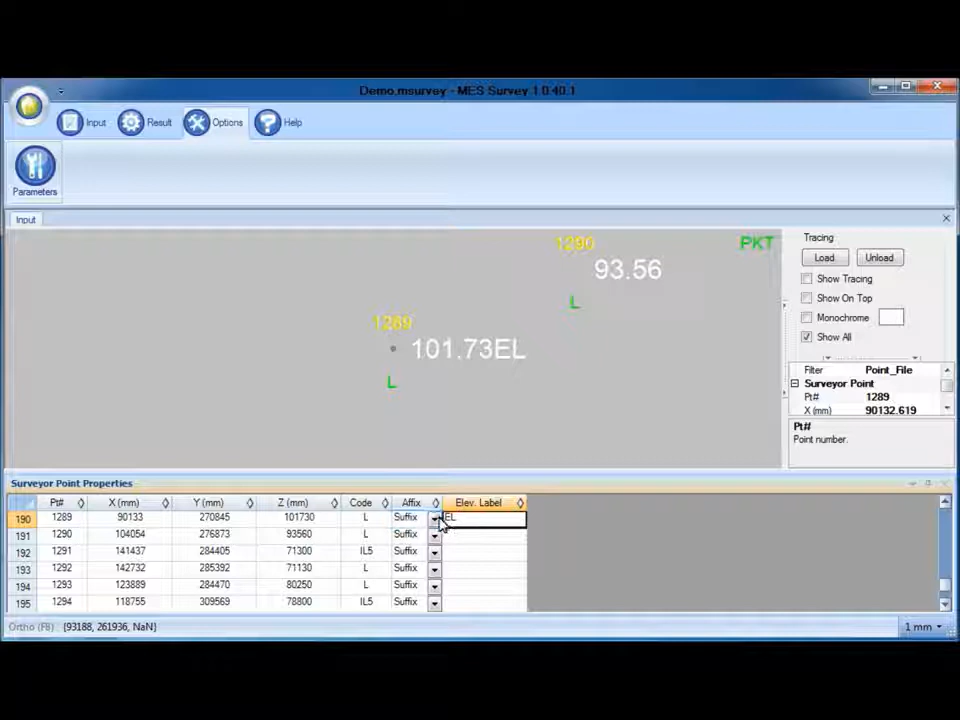 Demo.msurvey - MES Survey 1.0.40.1
Input Result Options Help
Parameters
Input
1290 PKT
93.56
L
1289
101.73EL
L
Tracing
Load Unload
Show Tracing
Show On Top
Monochrome
Show All
Filter Point_File
Surveyor Point
Pt# 1289
X (mm) 90132.619
Pt#
Point number.
Surveyor Point Properties
Pt# X (mm) Y (mm) Z (mm) Code Affix Elev. Label
190 1289 90133 270845 101730 L Suffix EL
191 1290 104054 276873 93560 L Suffix
192 1291 141437 284405 71300 IL5 Suffix
193 1292 142732 285392 71130 L Suffix
194 1293 123889 284470 80250 L Suffix
195 1294 118755 309569 78800 IL5 Suffix
Ortho (F8) {93188, 261936, NaN} 1 mm